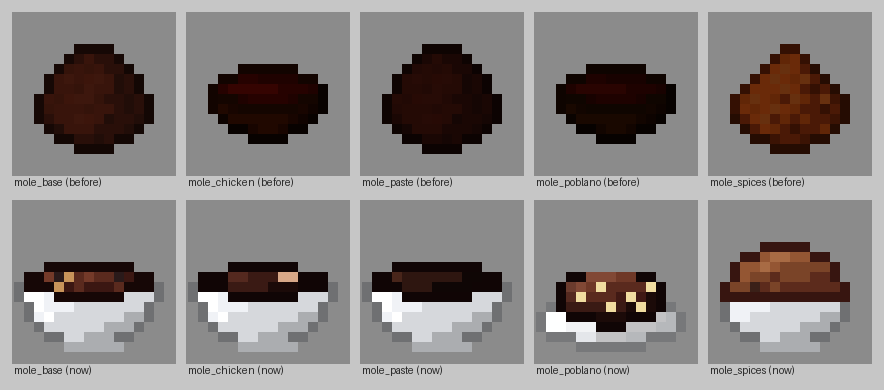 mole_base (before)
mole_chicken (before)
mole_paste (before)
mole_poblano (before)
mole_spices (before)
mole_base (now)
mole_chicken (now)
mole_paste (now)
mole_poblano (now)
mole_spices (now)